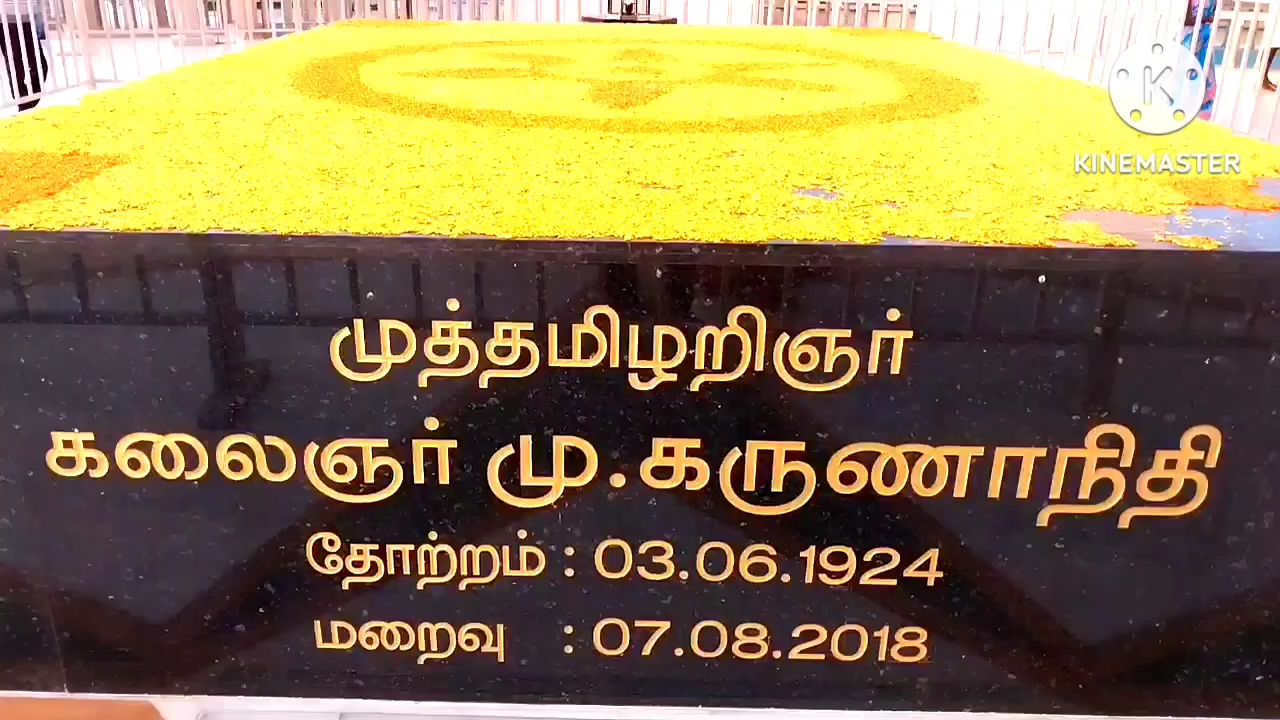 K
KINEMASTER
முத்தமிழறிஞர்
கலைஞர் மு.கருணாநிதி
தோற்றம் : 03.06.1924
மறைவு : 07.08.2018